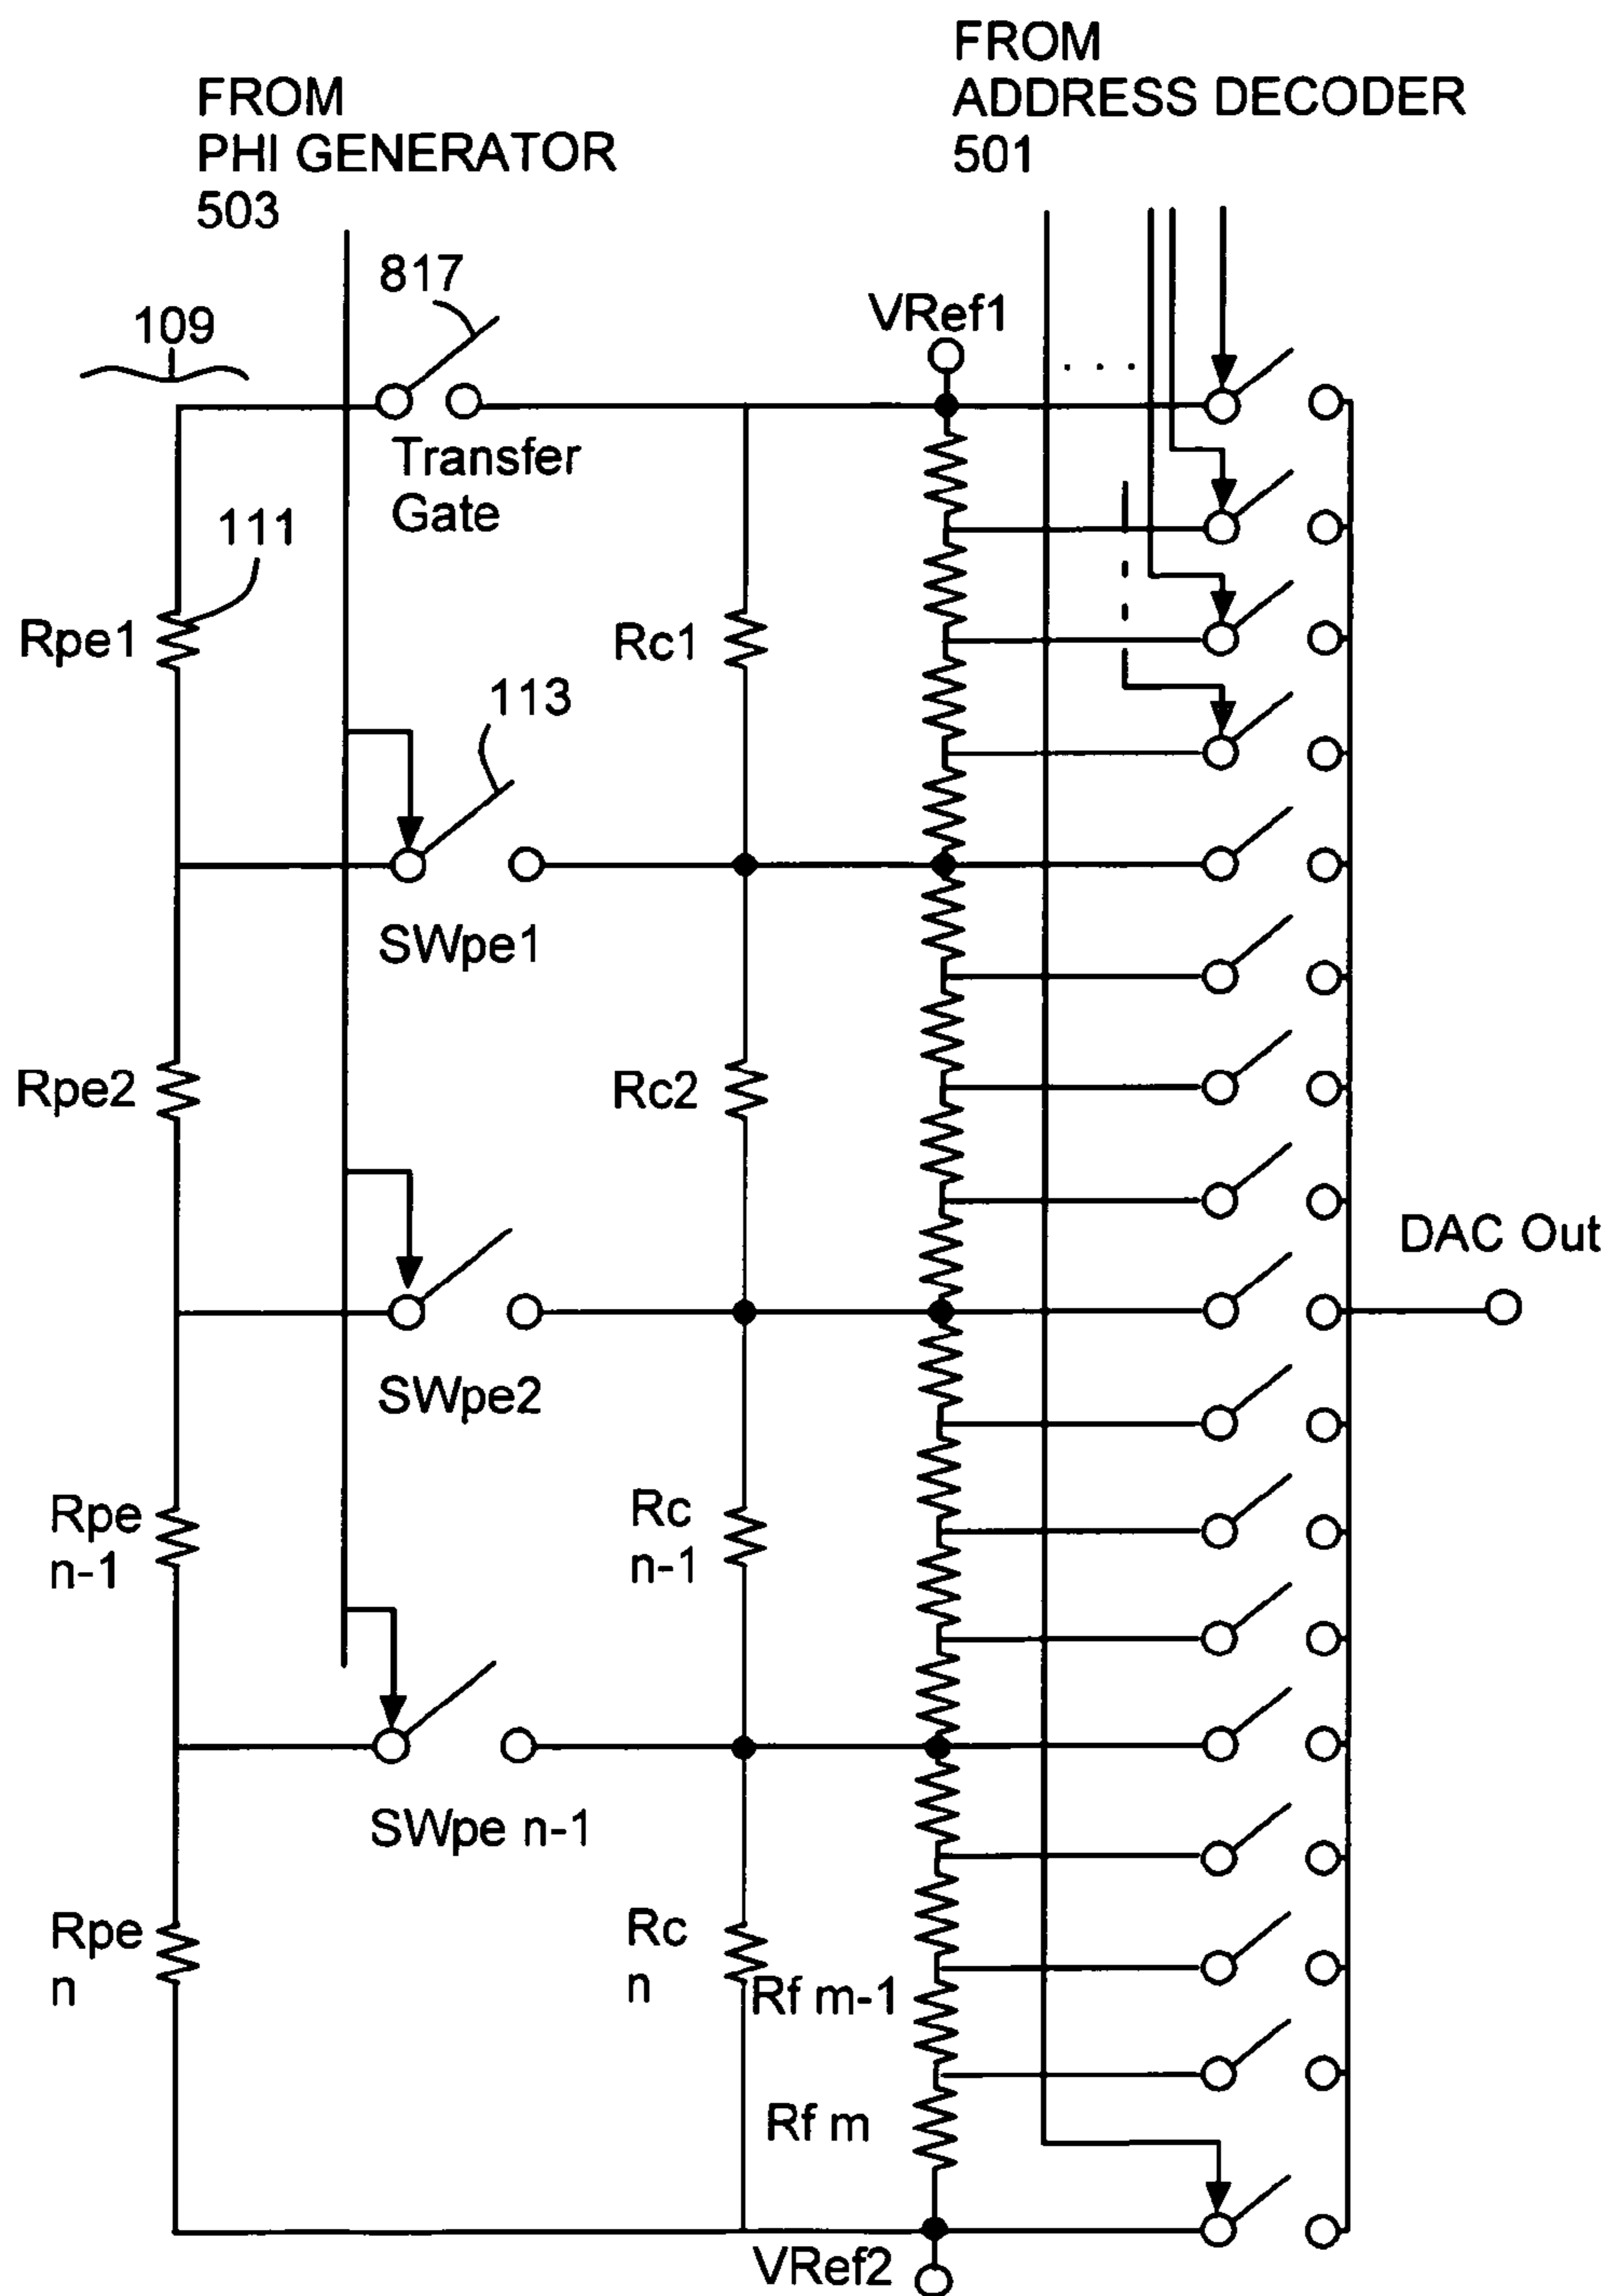 FROM
PHI GENERATOR
503
FROM
ADDRESS DECODER
501
817
109
VRef1
. . .
Transfer
Gate
111
Rpe1
Rc1
113
SWpe1
Rpe2
Rc2
DAC Out
SWpe2
Rpe
n-1
Rc
n-1
SWpe n-1
Rpe
n
Rc
n
Rf m-1
Rf m
VRef2